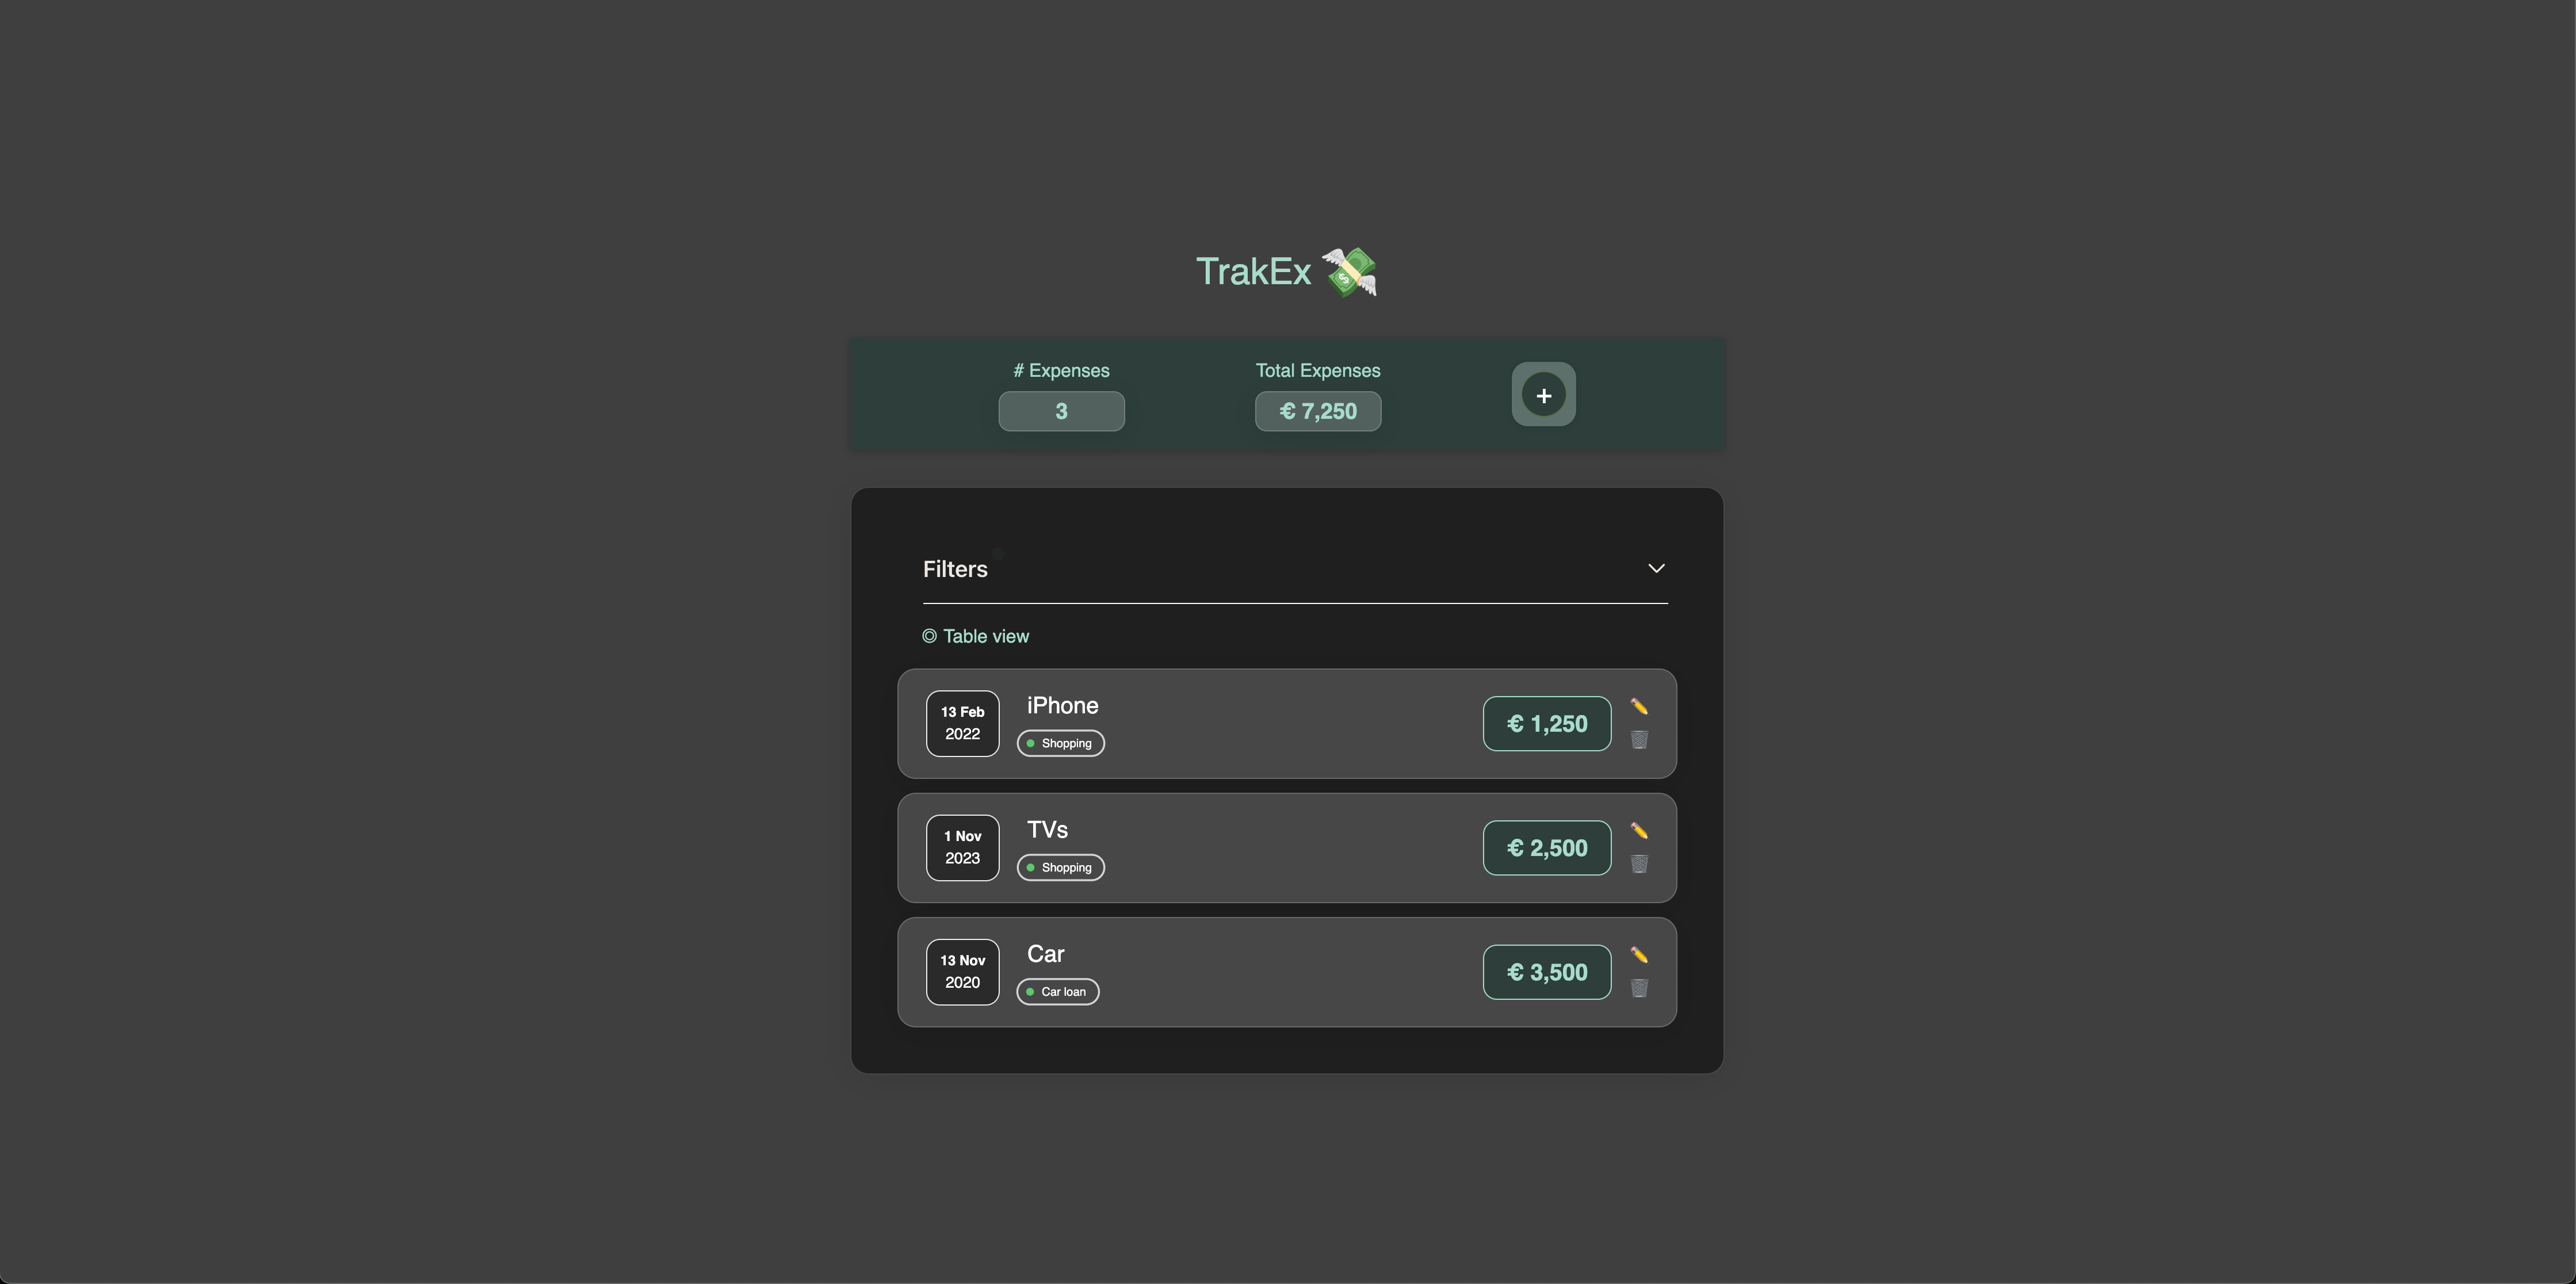 TrakEx
# Expenses
3
Total Expenses
€ 7,250
+
Filters
Table view
13 Feb
2022
iPhone
Shopping
€ 1,250
1 Nov
2023
TVs
Shopping
€ 2,500
13 Nov
2020
Car
Car loan
€ 3,500